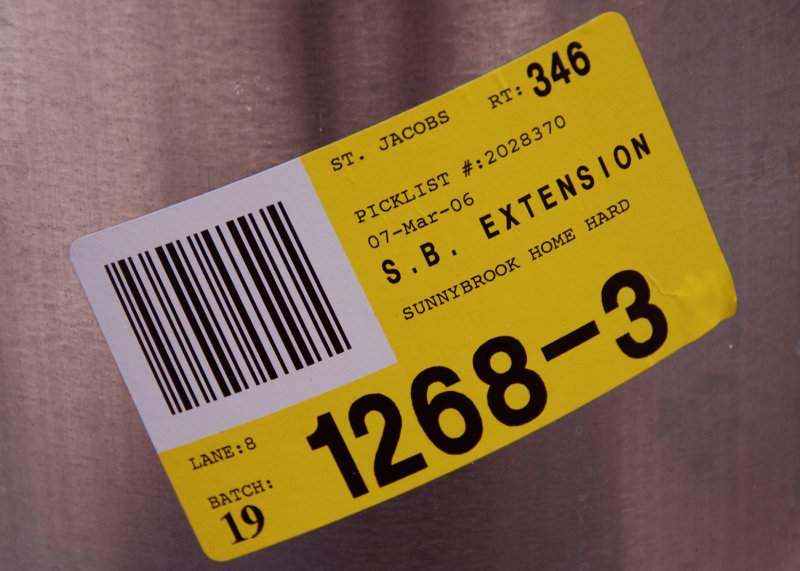 ST. JACOBS RT: 346
PICKLIST #:2028370
07-Mar-06
S.B. EXTENSION
SUNNYBROOK HOME HARD
1268-3
LANE:8
BATCH:
19